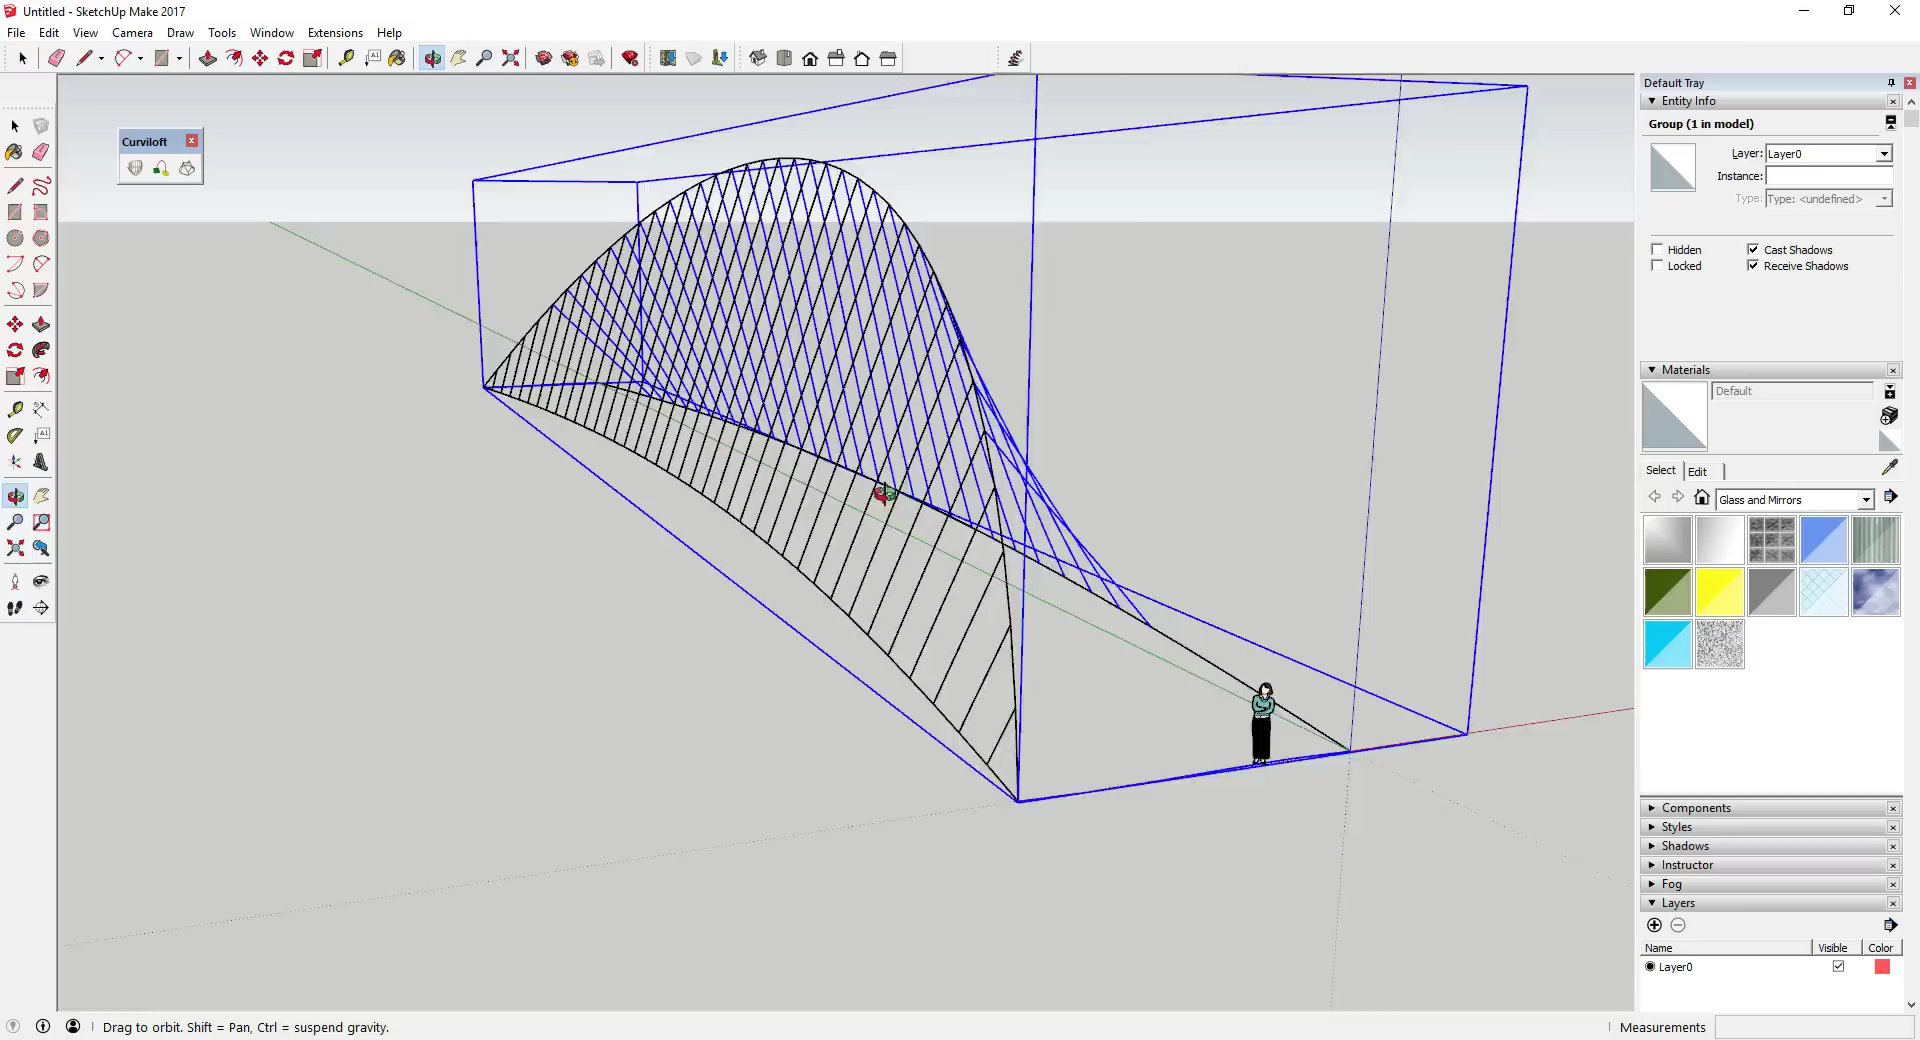 Untitled - SketchUp Make 2017
File Edit View Camera Draw Tools Window Extensions Help
Default Tray
Entity Info
Group (1 in model)
Layer: Layer0
Instance:
Type: Type: <undefined>
Hidden Cast Shadows
Locked Receive Shadows
Curviloft
Materials
Default
Select Edit
Glass and Mirrors
Components
Styles
Shadows
Instructor
Fog
Layers
Name Visible Color
Layer0
Drag to orbit. Shift = Pan, Ctrl = suspend gravity.
Measurements